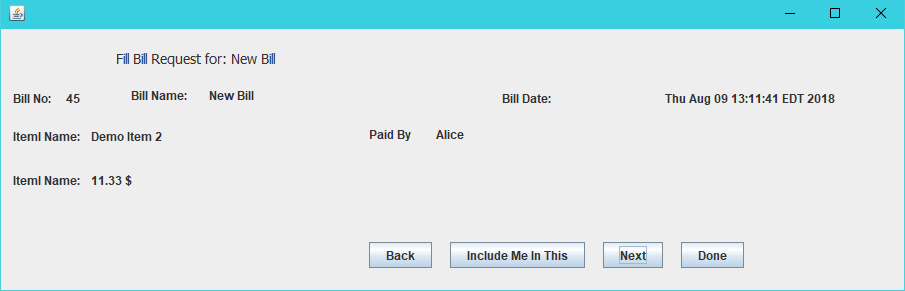 Fill Bill Request for: New Bill
Bill No: 45 Bill Name: New Bill Bill Date: Thu Aug 09 13:11:41 EDT 2018
Iteml Name: Demo Item 2 Paid By Alice
Iteml Name: 11.33 $
Back Include Me In This Next Done